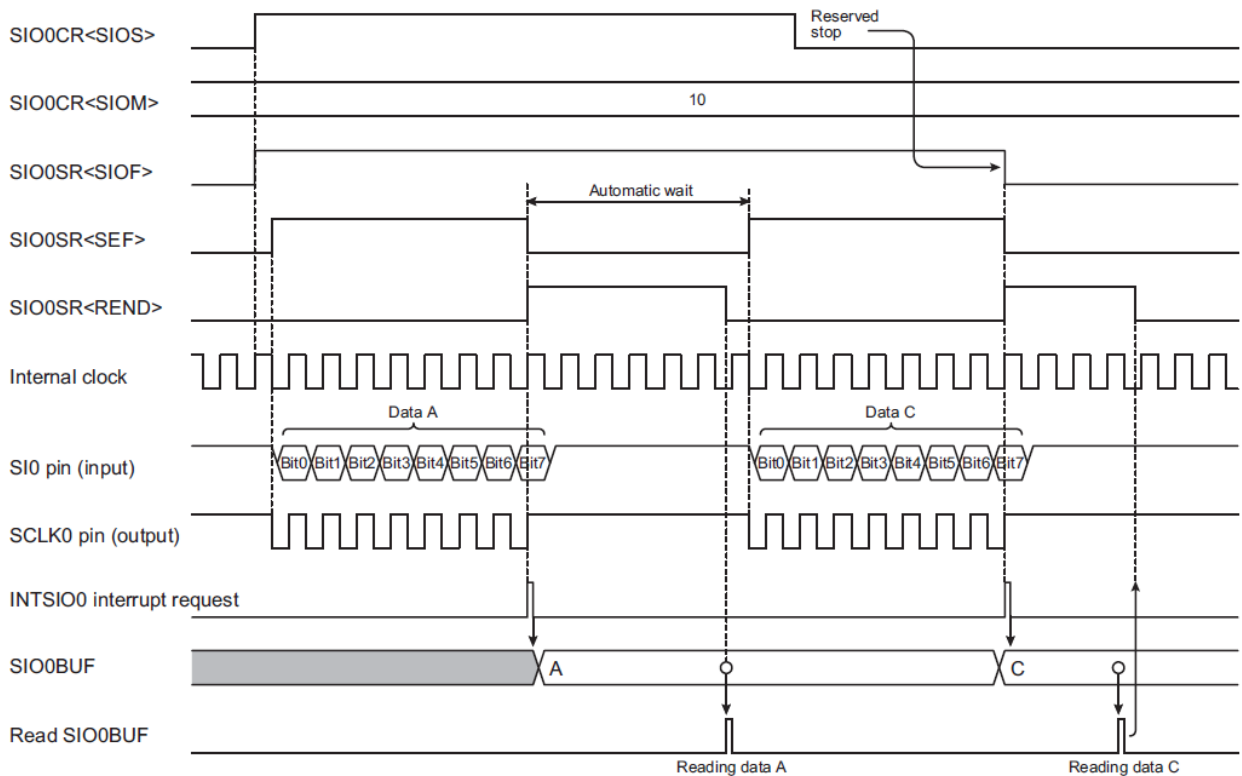 SIO0CR<SIOS>
Reserved
stop
SIO0CR<SIOM>
10
SIO0SR<SIOF>
Automatic wait
SIO0SR<SEF>
SIO0SR<REND>
Internal clock
Data A
Data C
SI0 pin (input)
Bit0 Bit1 Bit2 Bit3 Bit4 Bit5 Bit6 Bit7
Bit0 Bit1 Bit2 Bit3 Bit4 Bit5 Bit6 Bit7
SCLK0 pin (output)
INTSIO0 interrupt request
SIO0BUF
A
C
Read SIO0BUF
Reading data A
Reading data C